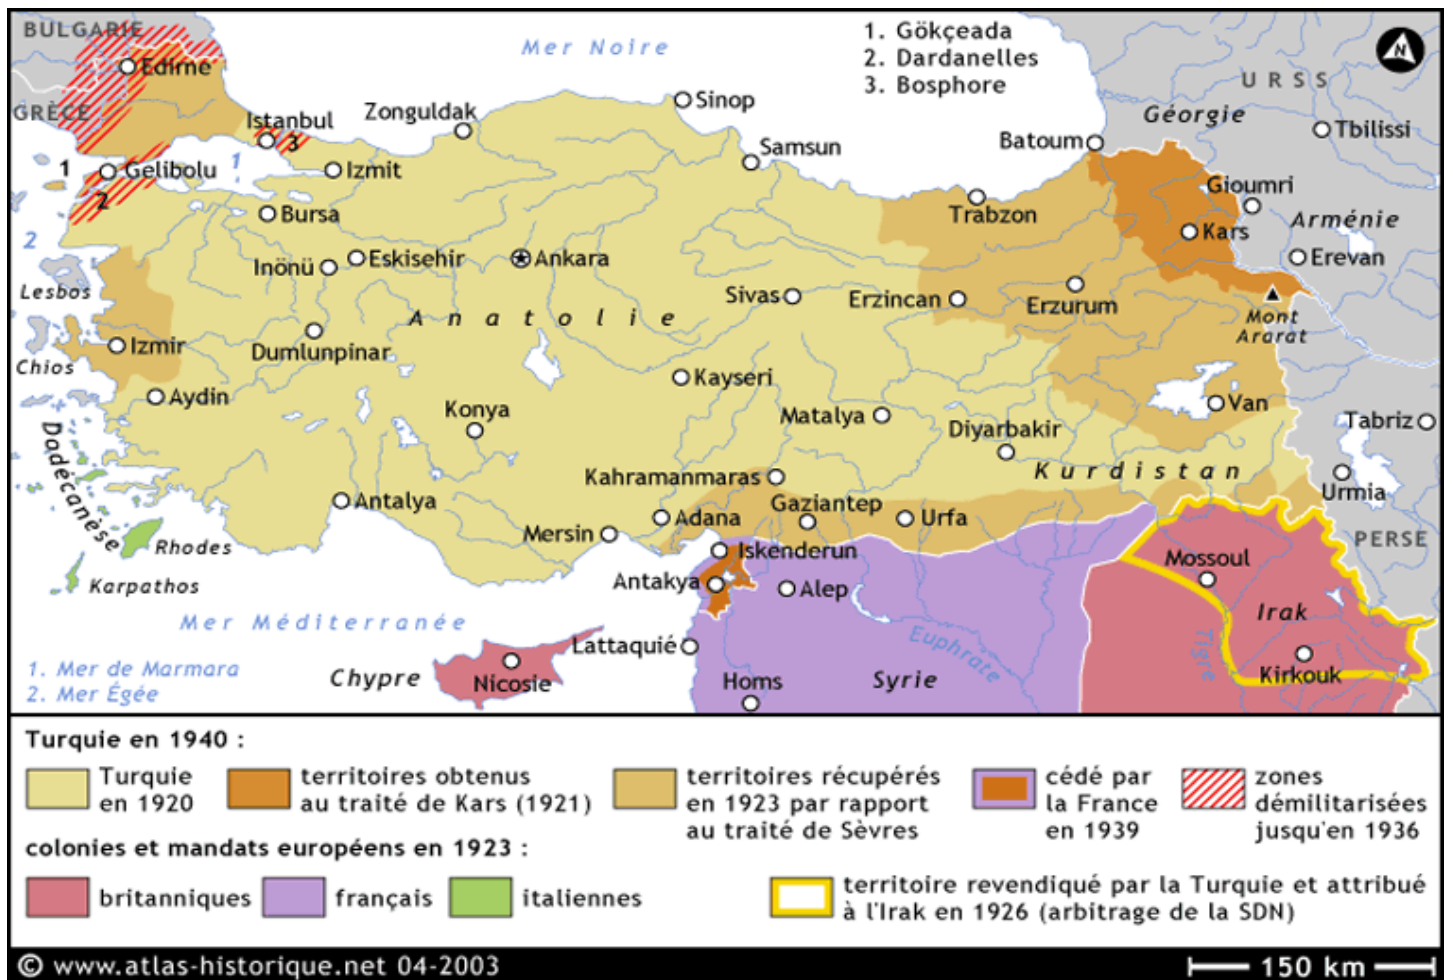 BULGARIE
Mer Noire
1. Gökçeada
2. Dardanelles
3. Bosphore
N
Edirne
URSS
GRÈCE
Istanbul
3
Zonguldak
Sinop
Géorgie
Tbilissi
Batoum
Samsun
1
Gelibolu
1
Izmit
Gioumri
2
Bursa
Trabzon
Kars
Arménie
2
Inönü
Eskisehir
Ankara
Erevan
Lesbos
Sivas
Erzincan
Erzurum
Anatolie
Mont
Ararat
Izmir
Dumlunpinar
Chios
Kayseri
Aydin
Konya
Matalya
Van
Diyarbakir
Tabriz
Dadécanèse
Kahramanmaras
Kurdistan
Antalya
Gaziantep
Urmia
Adana
Urfa
Mersin
Rhodes
Iskenderun
PERSE
Karpathos
Antakya
Alep
Mossoul
Mer Méditerranée
Irak
Lattaquié
Euphrate
Tigre
1. Mer de Marmara
2. Mer Égée
Chypre
Nicosie
Homs
Syrie
Kirkouk
Turquie en 1940 :
Turquie
en 1920
territoires obtenus
au traité de Kars (1921)
territoires récupérés
en 1923 par rapport
au traité de Sèvres
cédé par
la France
en 1939
zones
démilitarisées
jusqu'en 1936
colonies et mandats européens en 1923 :
britanniques
français
italiennes
territoire revendiqué par la Turquie et attribué
à l'Irak en 1926 (arbitrage de la SDN)
© www.atlas-historique.net 04-2003
150 km